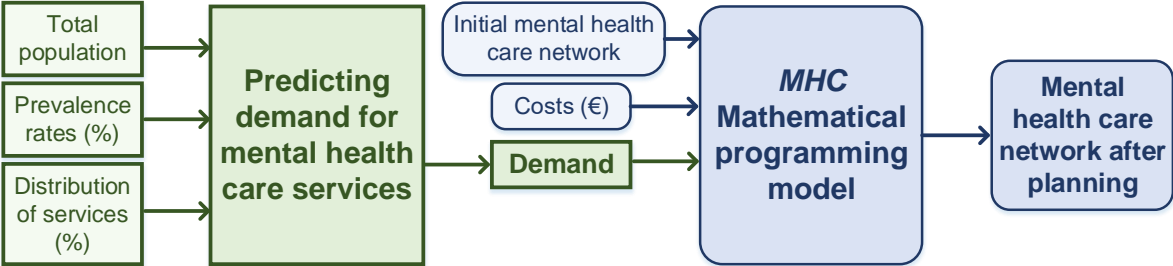 Total
population
Prevalence
rates (%)
Distribution
of services
(%)
Predicting
demand for
mental health
care services
Initial mental health
care network
Costs (€)
Demand
MHC
Mathematical
programming
model
Mental
health care
network after
planning